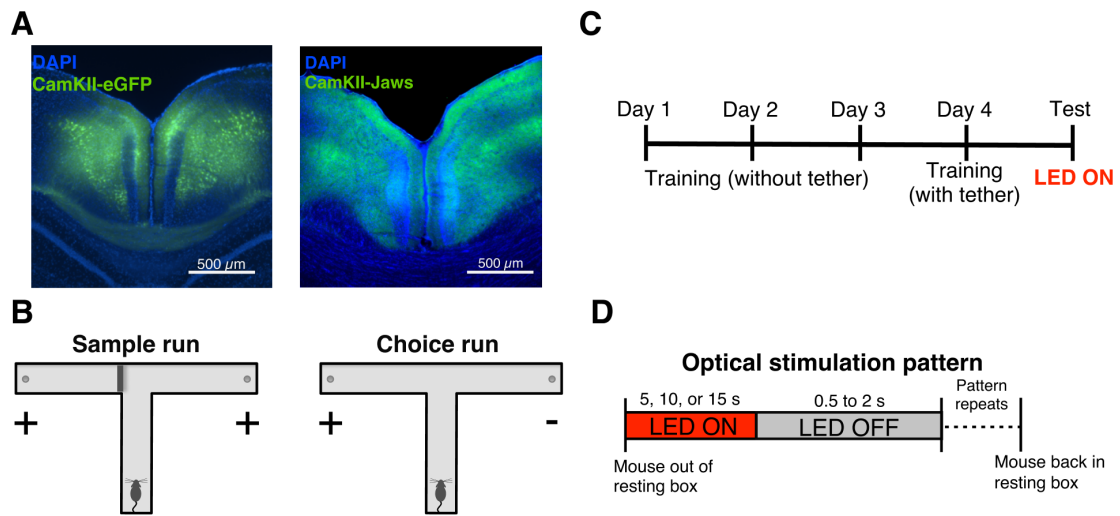 A
DAPI
CamKII-eGFP
500 µm
DAPI
CamKII-Jaws
500 µm
B
Sample run
+
+
Choice run
+
-
C
Day 1
Day 2
Day 3
Day 4
Test
Training (without tether)
Training
(with tether)
LED ON
D
Optical stimulation pattern
5, 10, or 15 s
0.5 to 2 s
Pattern
repeats
LED ON
LED OFF
Mouse out of
resting box
Mouse back in
resting box